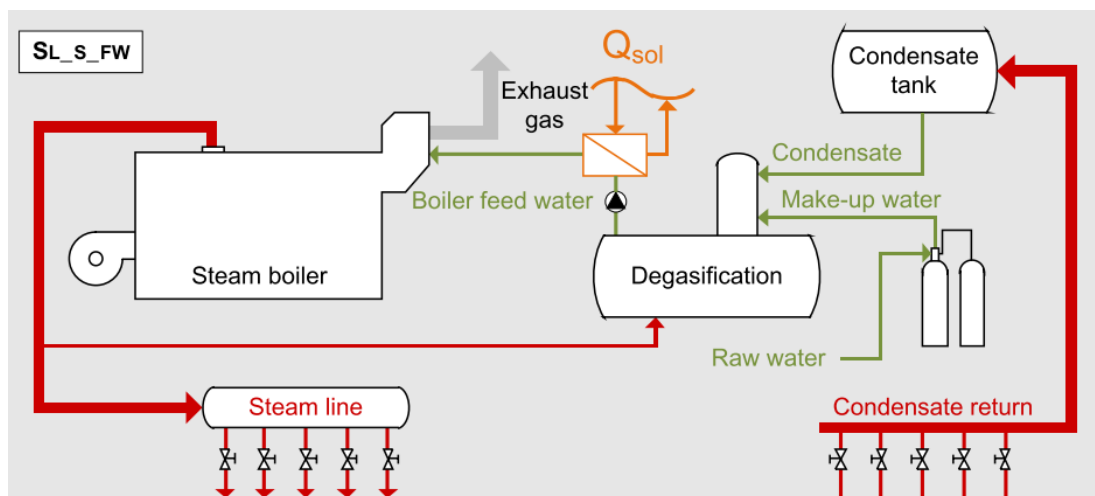 SL_S_FW
Qsol
Exhaust
gas
Condensate
tank
Condensate
Boiler feed water
Make-up water
Steam boiler
Degasification
Raw water
Steam line
Condensate return